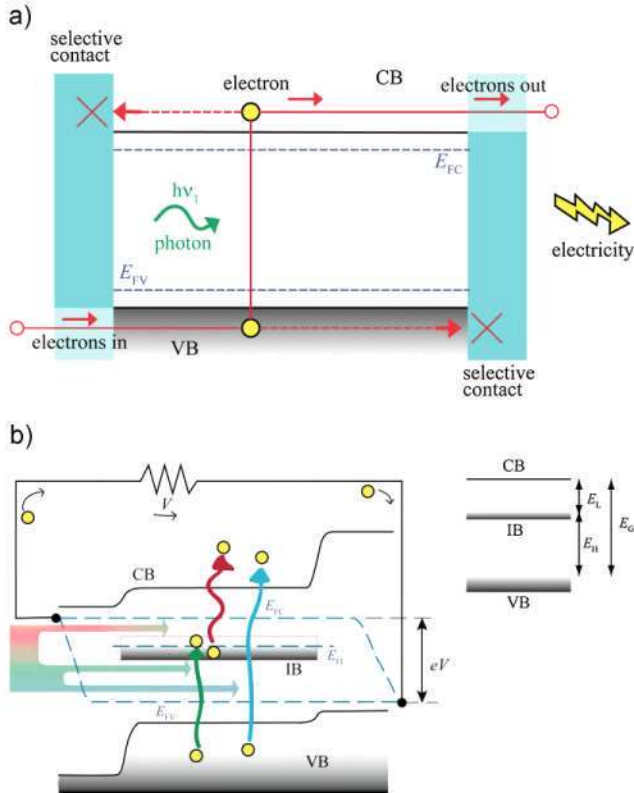 a)
selective
contact
electron
CB
electrons out
E_FC
hν₁
photon
E_FV
electricity
electrons in
VB
selective
contact
b)
V
CB
E_FC
IB
E_FI
eV
E_FV
VB
CB
E_L
IB
E_H
E_G
VB